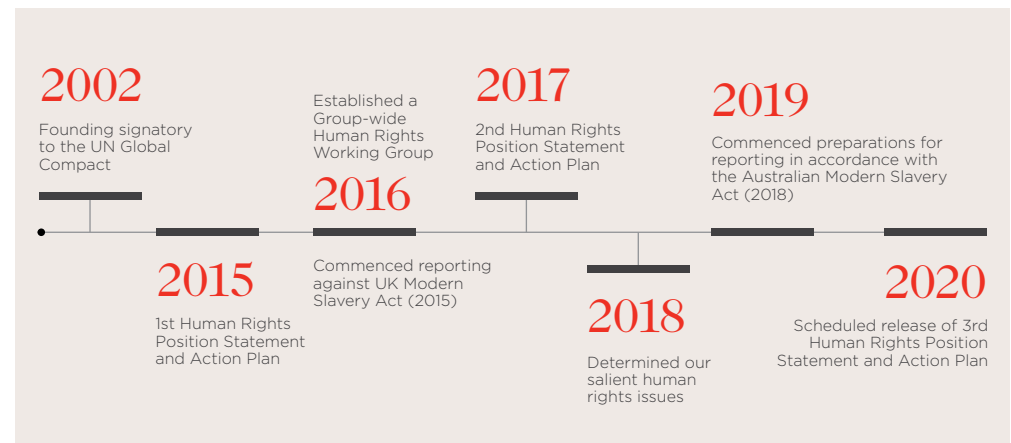 2002
Founding signatory
to the UN Global
Compact
2015
1st Human Rights
Position Statement
and Action Plan
Established a
Group-wide
Human Rights
Working Group
2016
Commenced reporting
against UK Modern
Slavery Act (2015)
2017
2nd Human Rights
Position Statement
and Action Plan
2018
Determined our
salient human
rights issues
2019
Commenced preparations for
reporting in accordance with
the Australian Modern Slavery
Act (2018)
2020
Scheduled release of 3rd
Human Rights Position
Statement and Action Plan